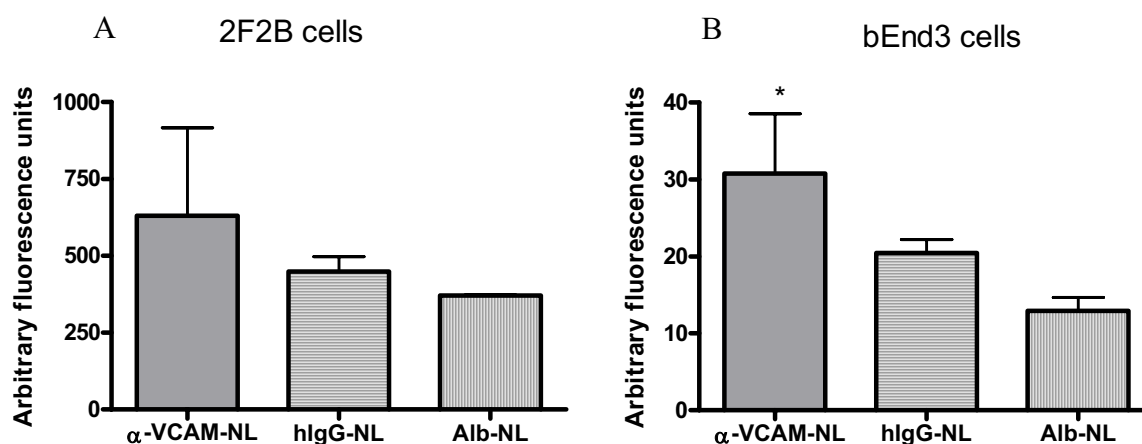 A 2F2B cells
Arbitrary fluorescence units
1000
750
500
250
0
α-VCAM-NL hIgG-NL Alb-NL
B bEnd3 cells
Arbitrary fluorescence units
40
30
20
10
0
*
α-VCAM-NL hIgG-NL Alb-NL